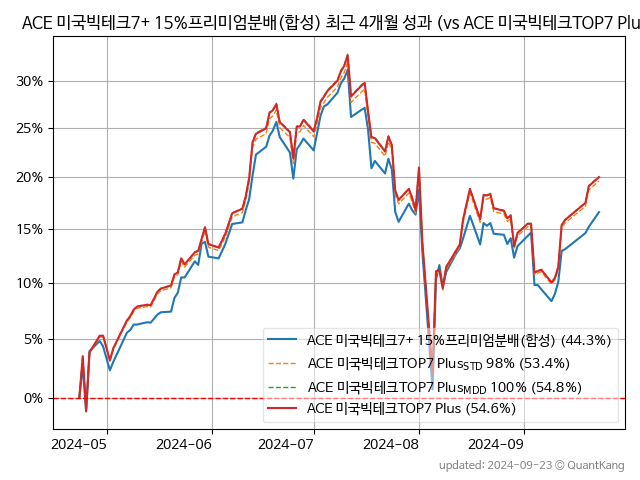 ACE 미국빅테크7+ 15%프리미엄분배(합성) 최근 4개월 성과 (vs ACE 미국빅테크TOP7 Plu
30%
25%
20%
15%
10%
5%
0%
ACE 미국빅테크7+ 15%프리미엄분배(합성) (44.3%)
ACE 미국빅테크TOP7 Plus STD 98% (53.4%)
ACE 미국빅테크TOP7 Plus MDD 100% (54.8%)
ACE 미국빅테크TOP7 Plus (54.6%)
2024-05 2024-06 2024-07 2024-08 2024-09
updated: 2024-09-23 © QuantKang